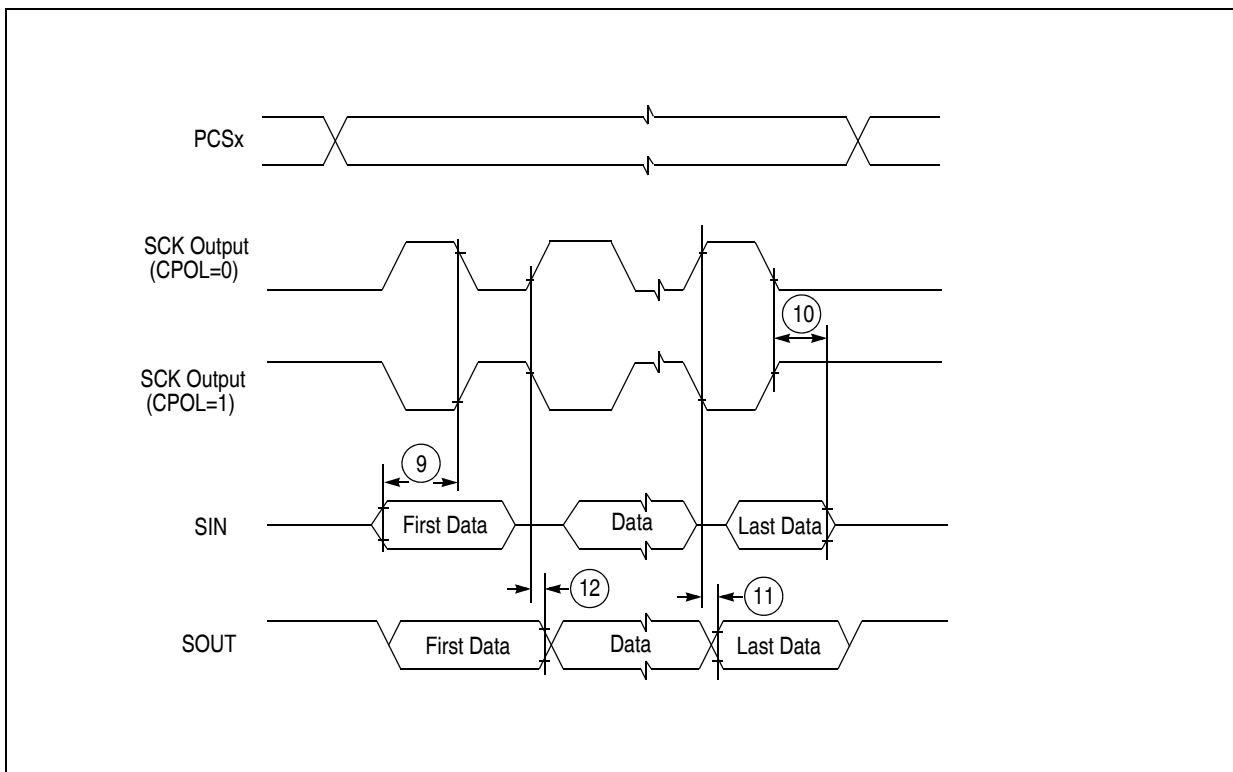 PCSx
SCK Output
(CPOL=0)
10
SCK Output
(CPOL=1)
9
SIN
First Data
Data
Last Data
12
11
SOUT
First Data
Data
Last Data